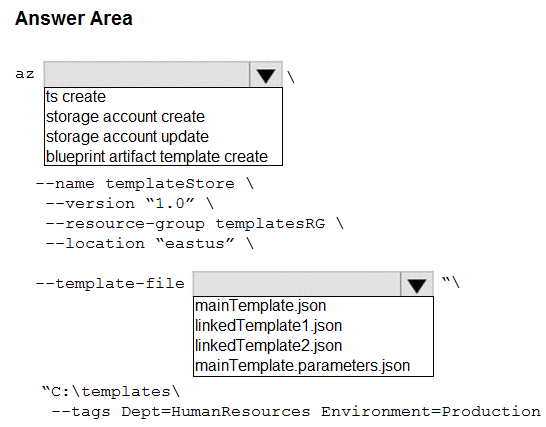 Answer Area
az \
ts create
storage account create
storage account update
blueprint artifact template create
--name templateStore \
--version “1.0” \
--resource-group templatesRG \
--location “eastus” \
--template-file “\
mainTemplate.json
linkedTemplate1.json
linkedTemplate2.json
mainTemplate.parameters.json
“C:\templates\
--tags Dept=HumanResources Environment=Production